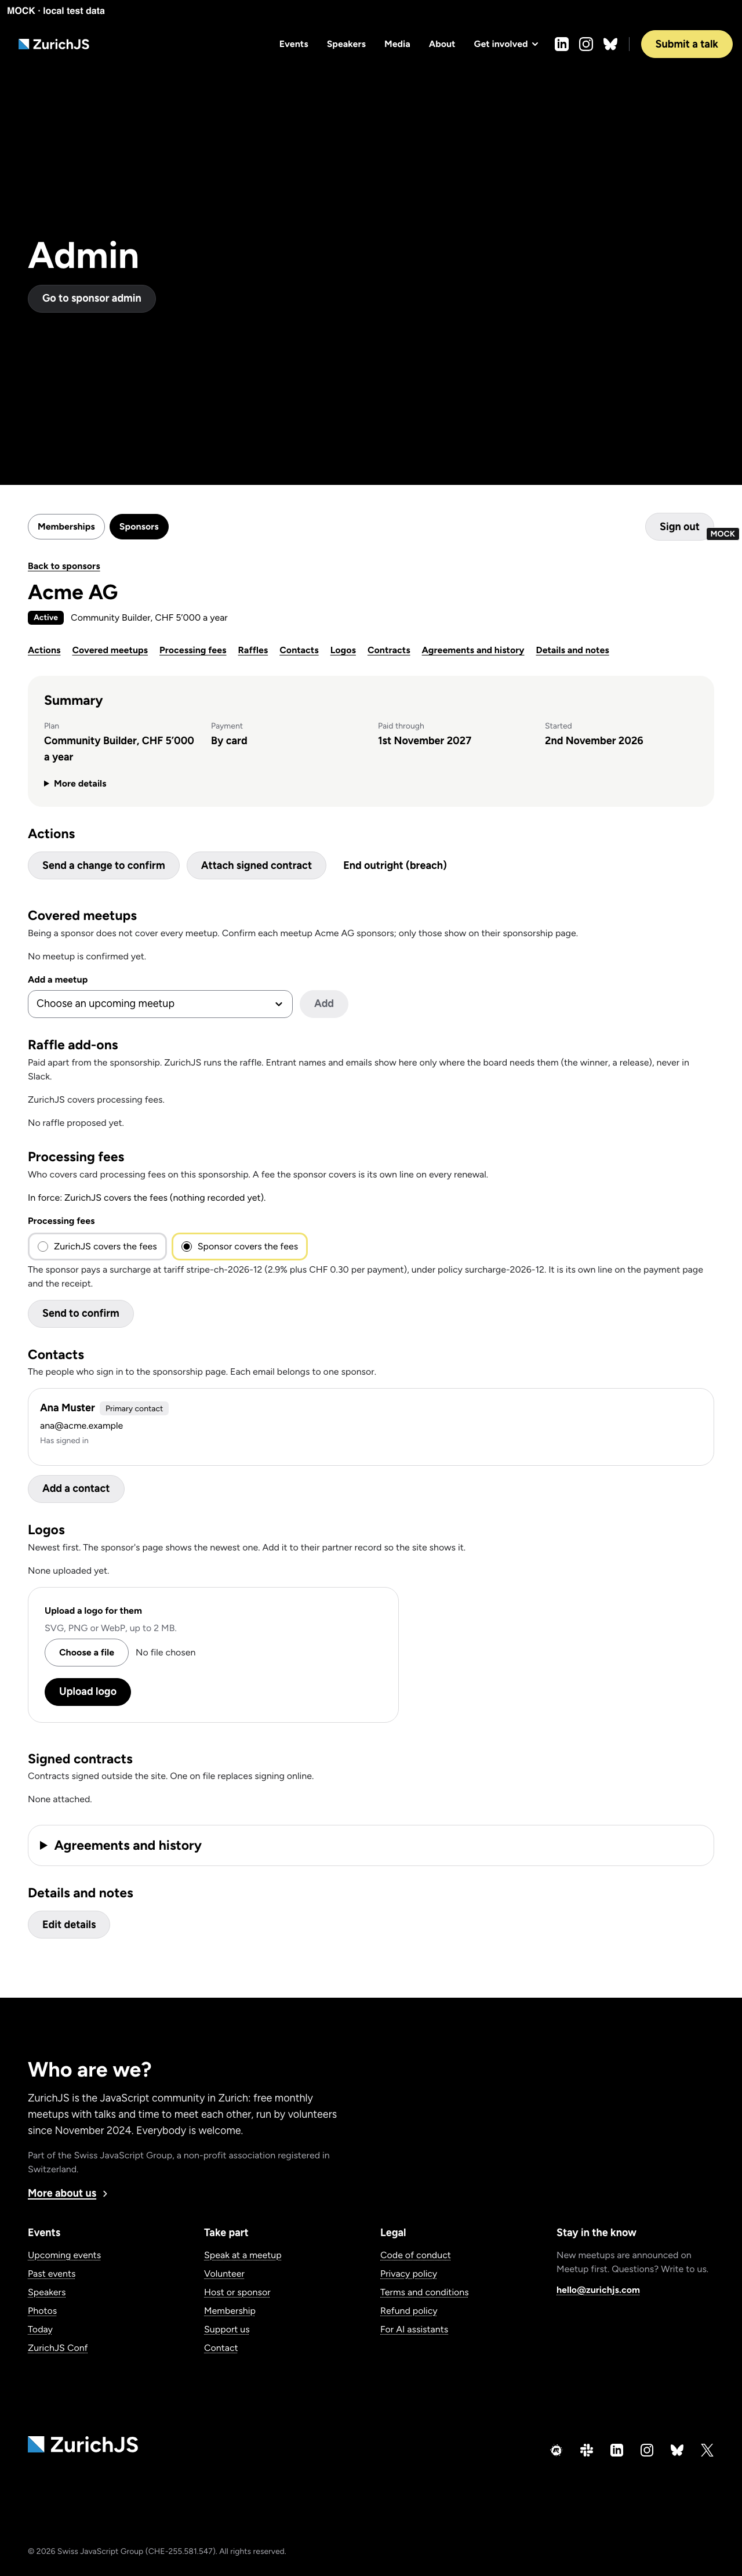 MOCK · local test data
ZurichJS
Events
Speakers
Media
About
Get involved
Submit a talk
Admin
Go to sponsor admin
Memberships
Sponsors
Sign out
MOCK
Back to sponsors
Acme AG
Active
Community Builder, CHF 5’000 a year
Actions
Covered meetups
Processing fees
Raffles
Contacts
Logos
Contracts
Agreements and history
Details and notes
Summary
Plan
Community Builder, CHF 5’000
a year
Payment
By card
Paid through
1st November 2027
Started
2nd November 2026
More details
Actions
Send a change to confirm
Attach signed contract
End outright (breach)
Covered meetups
Being a sponsor does not cover every meetup. Confirm each meetup Acme AG sponsors; only those show on their sponsorship page.
No meetup is confirmed yet.
Add a meetup
Choose an upcoming meetup
Add
Raffle add-ons
Paid apart from the sponsorship. ZurichJS runs the raffle. Entrant names and emails show here only where the board needs them (the winner, a release), never in
Slack.
ZurichJS covers processing fees.
No raffle proposed yet.
Processing fees
Who covers card processing fees on this sponsorship. A fee the sponsor covers is its own line on every renewal.
In force: ZurichJS covers the fees (nothing recorded yet).
Processing fees
ZurichJS covers the fees
Sponsor covers the fees
The sponsor pays a surcharge at tariff stripe-ch-2026-12 (2.9% plus CHF 0.30 per payment), under policy surcharge-2026-12. It is its own line on the payment page
and the receipt.
Send to confirm
Contacts
The people who sign in to the sponsorship page. Each email belongs to one sponsor.
Ana Muster
Primary contact
ana@acme.example
Has signed in
Add a contact
Logos
Newest first. The sponsor's page shows the newest one. Add it to their partner record so the site shows it.
None uploaded yet.
Upload a logo for them
SVG, PNG or WebP, up to 2 MB.
Choose a file
No file chosen
Upload logo
Signed contracts
Contracts signed outside the site. One on file replaces signing online.
None attached.
Agreements and history
Details and notes
Edit details
Who are we?
ZurichJS is the JavaScript community in Zurich: free monthly
meetups with talks and time to meet each other, run by volunteers
since November 2024. Everybody is welcome.
Part of the Swiss JavaScript Group, a non-profit association registered in
Switzerland.
More about us
Events
Upcoming events
Past events
Speakers
Photos
Today
ZurichJS Conf
Take part
Speak at a meetup
Volunteer
Host or sponsor
Membership
Support us
Contact
Legal
Code of conduct
Privacy policy
Terms and conditions
Refund policy
For AI assistants
Stay in the know
New meetups are announced on
Meetup first. Questions? Write to us.
hello@zurichjs.com
ZurichJS
© 2026 Swiss JavaScript Group (CHE-255.581.547). All rights reserved.